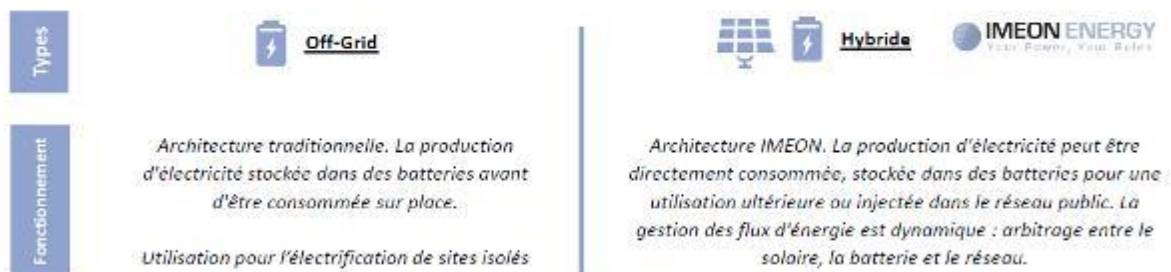 Types
Off-Grid
Hybride
IMEON ENERGY
Your Power, Your Rules
Fonctionnement
Architecture traditionnelle. La production
d'électricité stockée dans des batteries avant
d'être consommée sur place.
Utilisation pour l'électrification de sites isolés
Architecture IMEON. La production d'électricité peut être
directement consommée, stockée dans des batteries pour une
utilisation ultérieure ou injectée dans le réseau public. La
gestion des flux d'énergie est dynamique : arbitrage entre le
solaire, la batterie et le réseau.